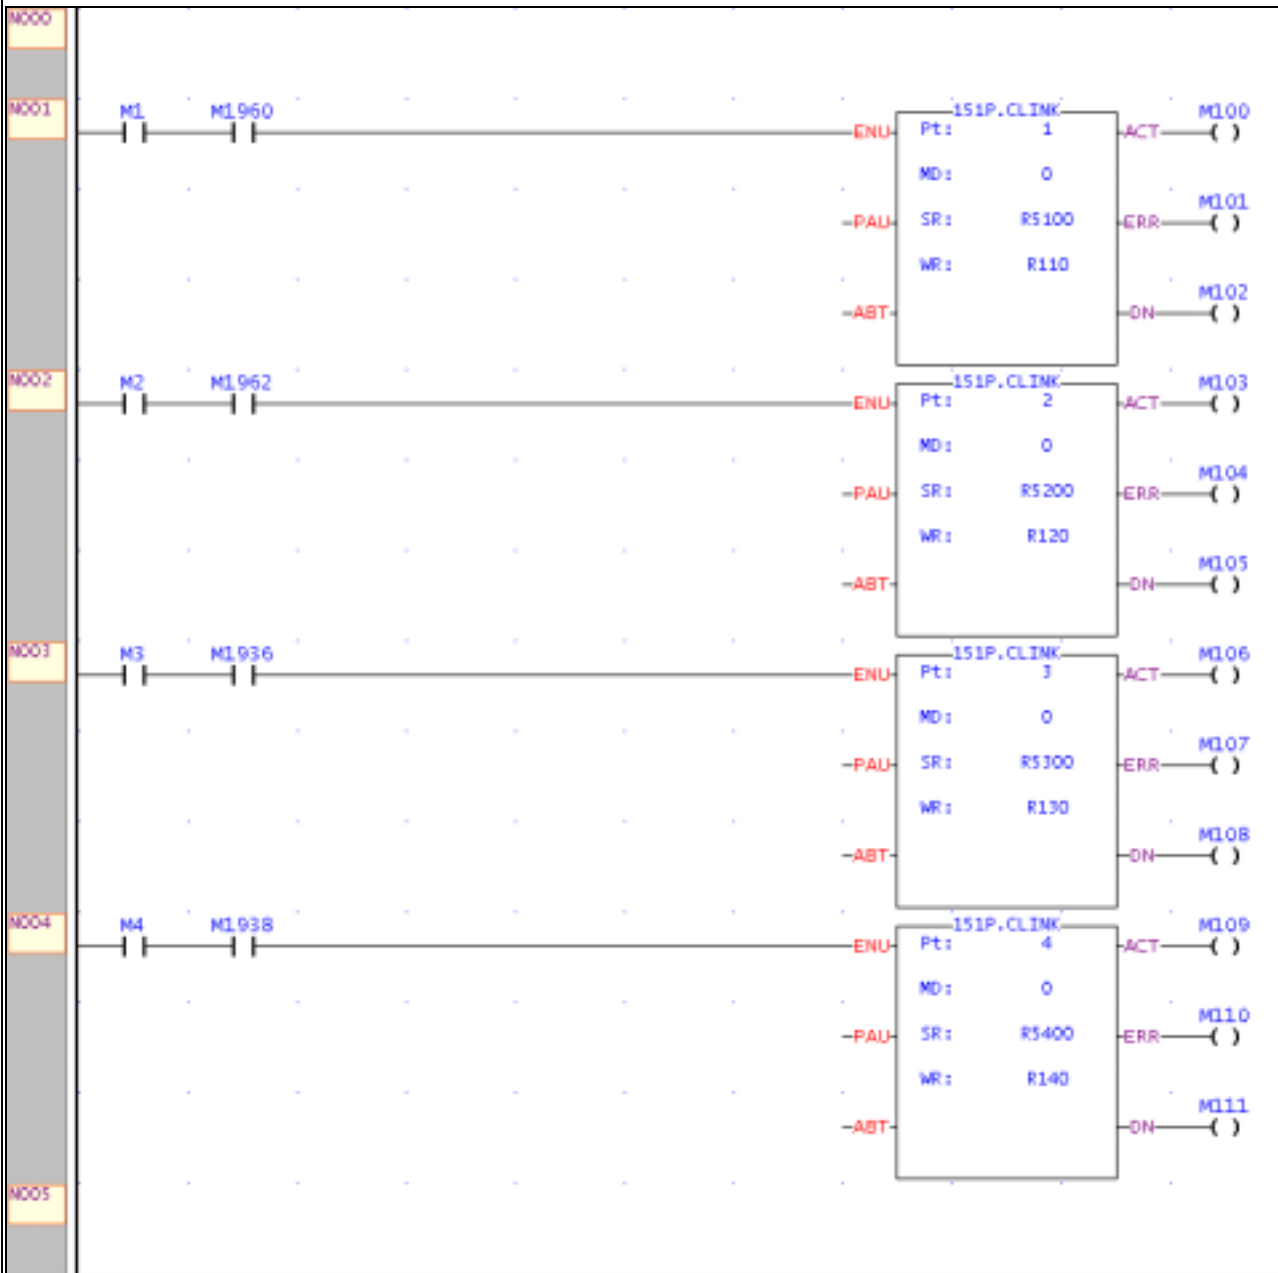 N000
N001
M1 M1960 151P.CLINK M100
ENU Pt: 1 ACT
MD: 0
M101
PAU SR: R5100 ERR
WR: R110
M102
ABT DN
N002
M2 M1962 151P.CLINK M103
ENU Pt: 2 ACT
MD: 0
M104
PAU SR: R5200 ERR
WR: R120
M105
ABT DN
N003
M3 M1936 151P.CLINK M106
ENU Pt: 3 ACT
MD: 0
M107
PAU SR: R5300 ERR
WR: R130
M108
ABT DN
N004
M4 M1938 151P.CLINK M109
ENU Pt: 4 ACT
MD: 0
M110
PAU SR: R5400 ERR
WR: R140
M111
ABT DN
N005